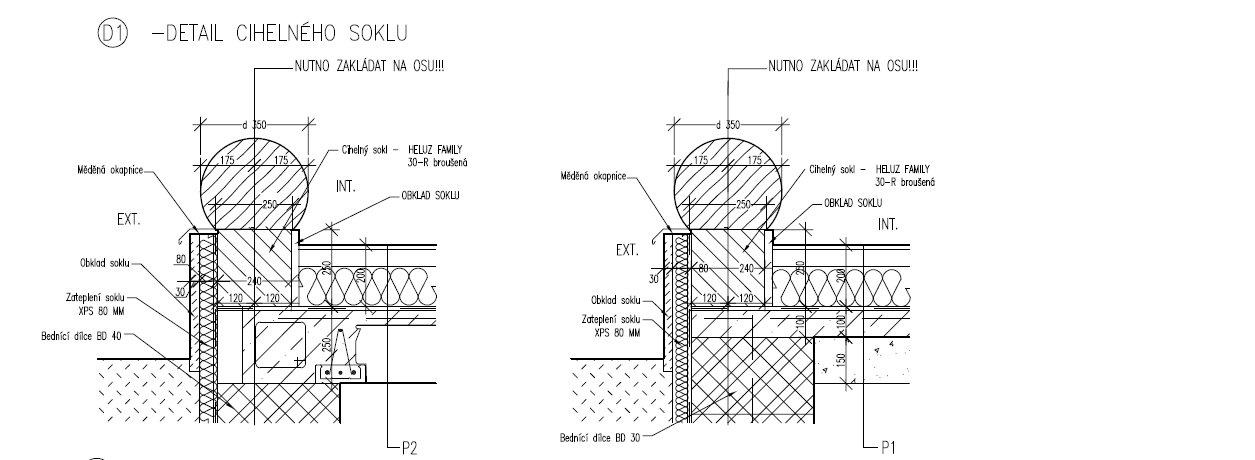 D1 -DETAIL CIHELNÉHO SOKLU
NUTNO ZAKLÁDAT NA OSU!!!
d 350
175 175
Cihelný sokl - HELUZ FAMILY
30-R broušená
Měděná okapnice
INT.
250
OBKLAD SOKLU
EXT.
Obklad soklu
80
30
240
250
200
120 120
Zateplení soklu
XPS 80 MM
Bednící dílce BD 40
250
P2
NUTNO ZAKLÁDAT NA OSU!!!
d 350
175 175
Cihelný sokl - HELUZ FAMILY
30-R broušená
Měděná okapnice
250
OBKLAD SOKLU
INT.
EXT.
80
240
30
250
200
120 120
Obklad soklu
Zateplení soklu
XPS 80 MM
100
100
150
Bednící dílce BD 30
P1